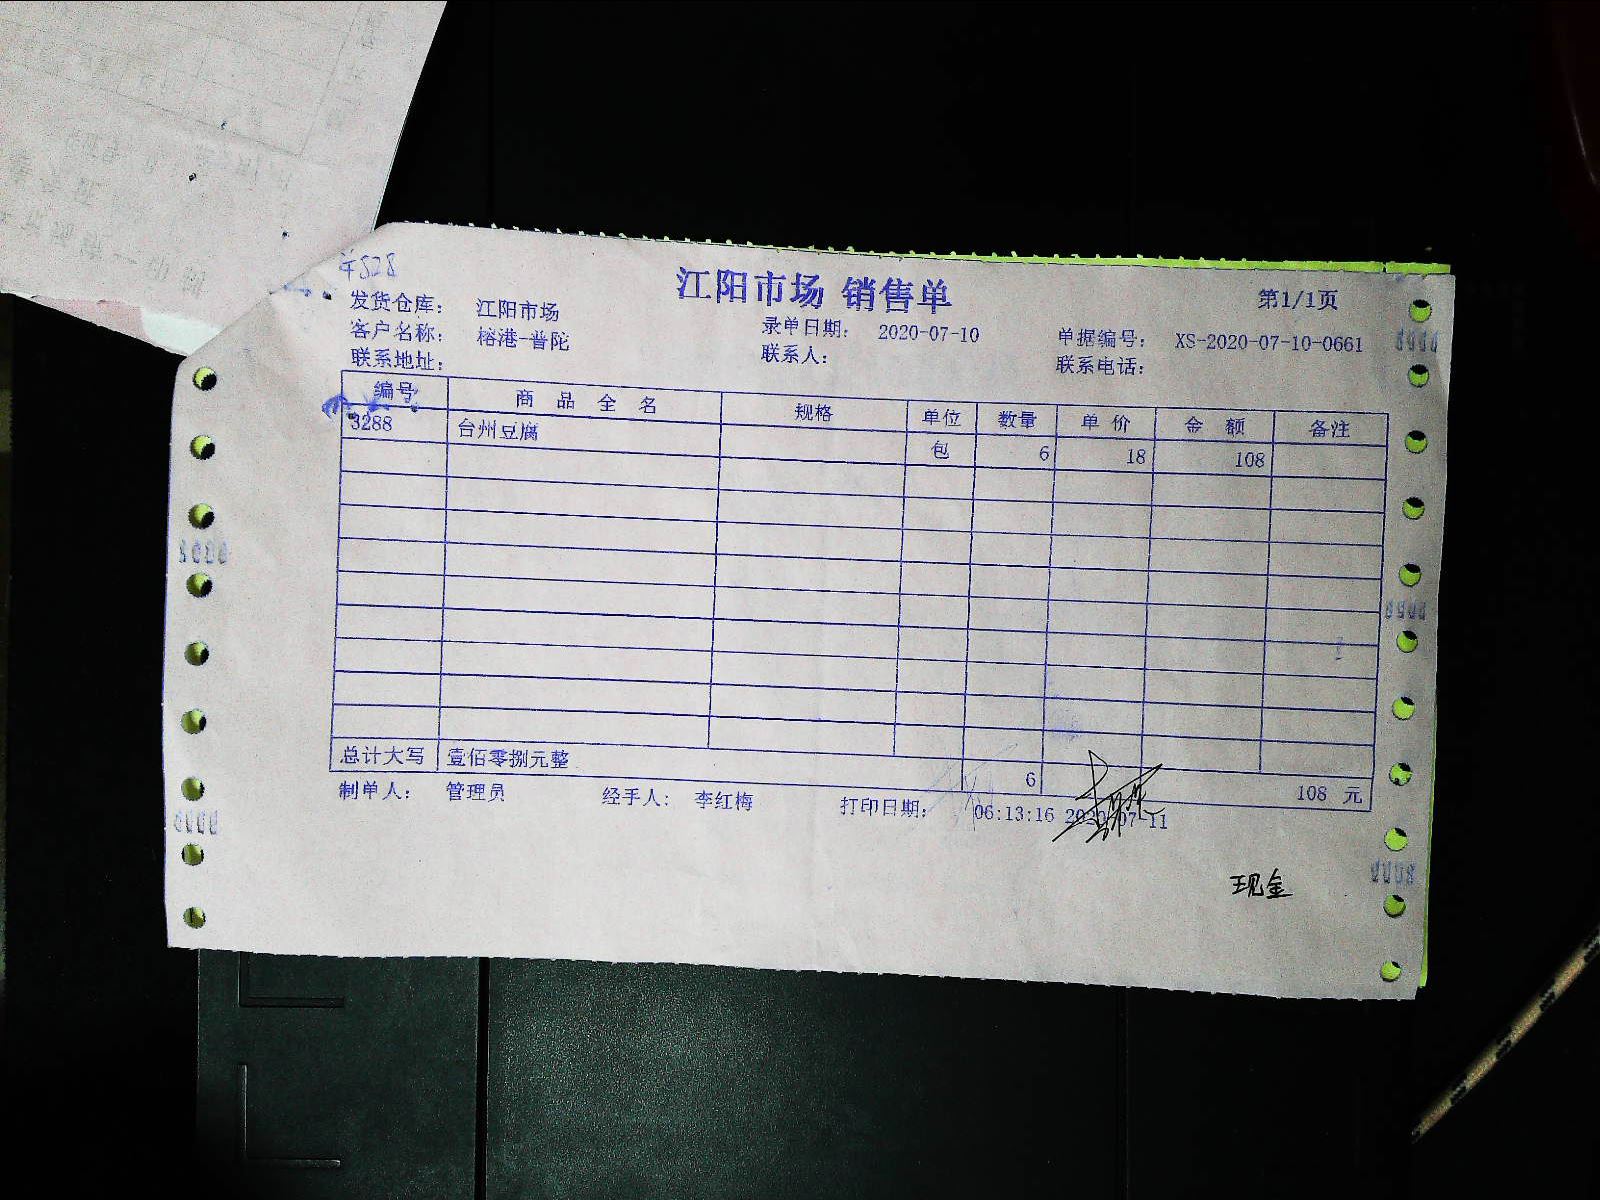 江阳市场 销售单
第1/1页
发货仓库: 江阳市场
录单日期: 2020-07-10
单据编号: XS-2020-07-10-0661
客户名称: 榕港-普陀
联系人:
联系电话:
联系地址:
编号 商品全名 规格 单位 数量 单价 金额 备注
3288 台州豆腐 包 6 18 108
总计大写 壹佰零捌元整 6 108 元
制单人: 管理员 经手人: 李红梅 打印日期: 06:13:16 2020-07-11
现金